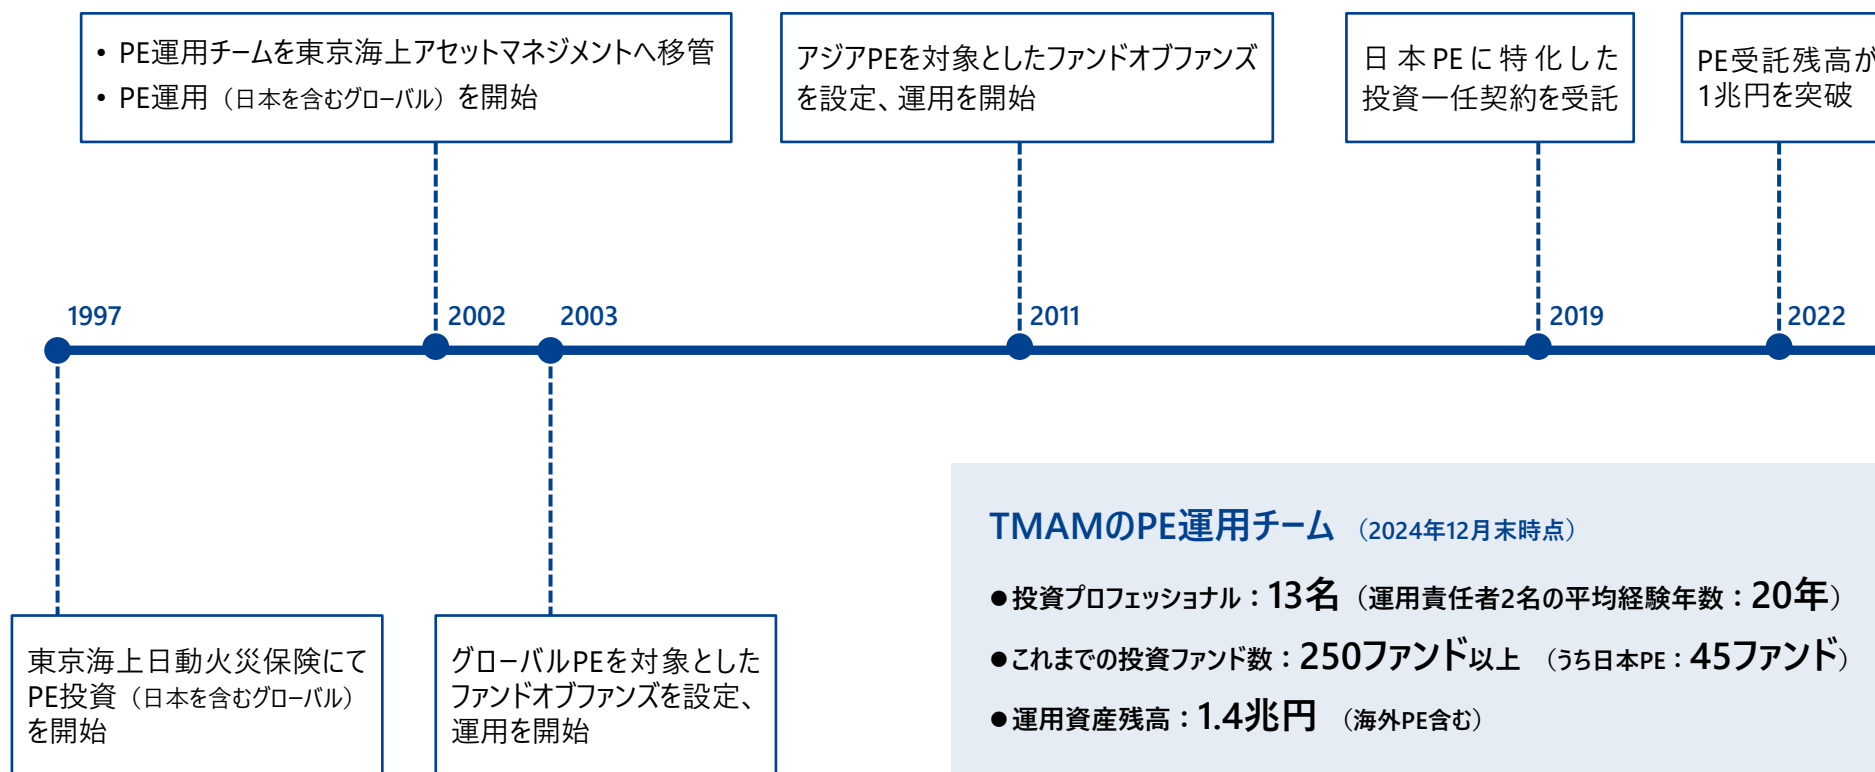 • PE運用チームを東京海上アセットマネジメントへ移管
• PE運用（日本を含むグローバル）を開始
アジアPEを対象としたファンドオブファンズ
を設定、運用を開始
日本PEに特化した
投資一任契約を受託
PE受託残高が
1兆円を突破
1997
2002
2003
2011
2019
2022
東京海上日動火災保険にて
PE投資（日本を含むグローバル）
を開始
グローバルPEを対象とした
ファンドオブファンズを設定、
運用を開始
TMAMのPE運用チーム （2024年12月末時点）
●投資プロフェッショナル：13名（運用責任者2名の平均経験年数：20年）
●これまでの投資ファンド数：250ファンド以上 （うち日本PE：45ファンド）
●運用資産残高：1.4兆円 （海外PE含む）